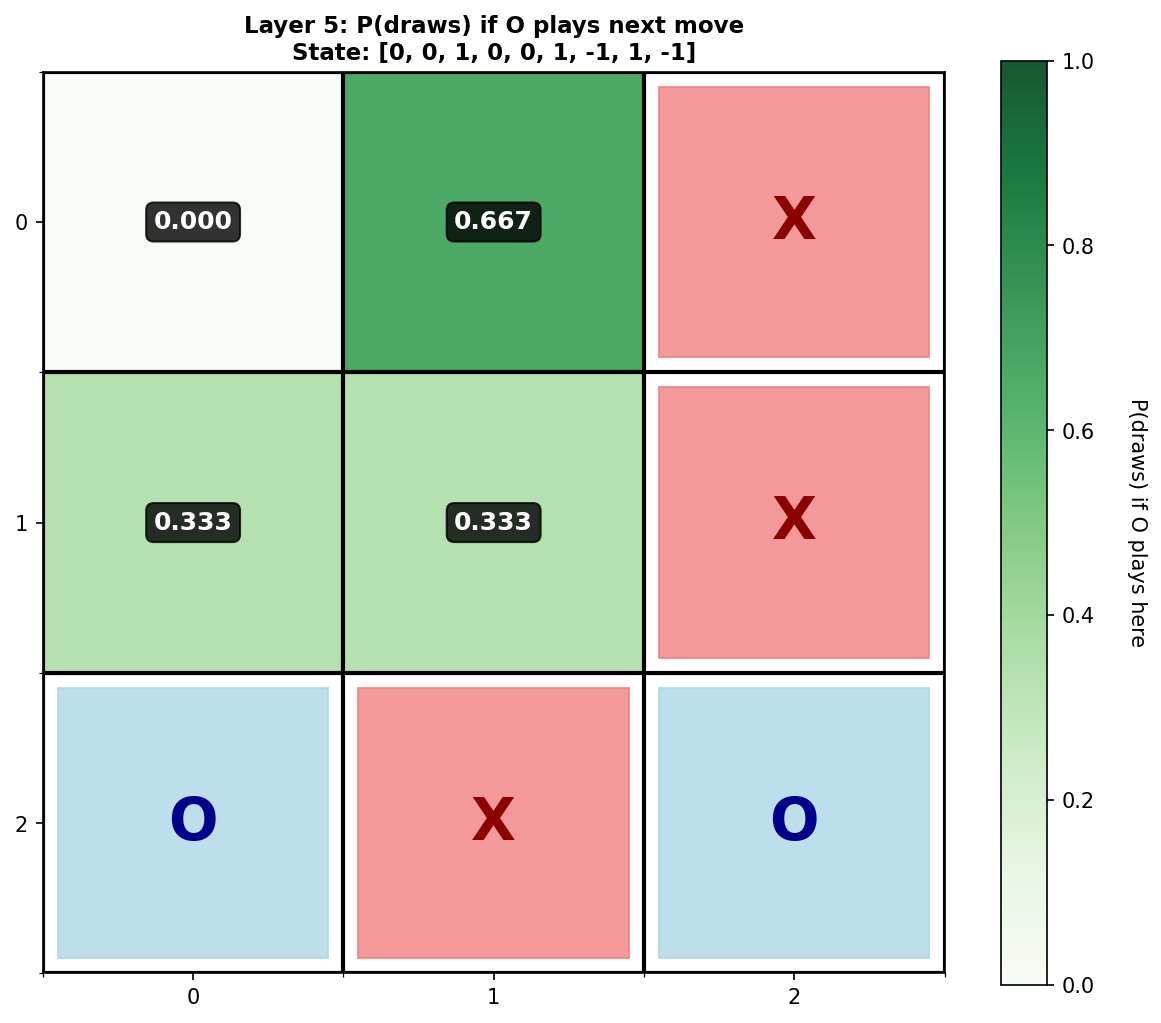 Layer 5: P(draws) if O plays next move
State: [0, 0, 1, 0, 0, 1, -1, 1, -1]
0
0.000
0.667
X
1
0.333
0.333
X
2
O
X
O
0
1
2
1.0
0.8
0.6
0.4
0.2
0.0
P(draws) if O plays here